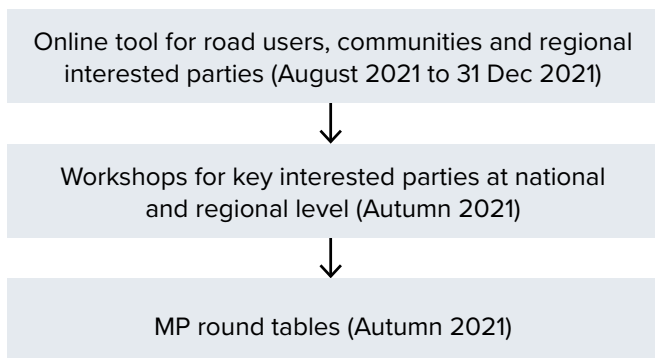 Online tool for road users, communities and regional
interested parties (August 2021 to 31 Dec 2021)
Workshops for key interested parties at national
and regional level (Autumn 2021)
MP round tables (Autumn 2021)